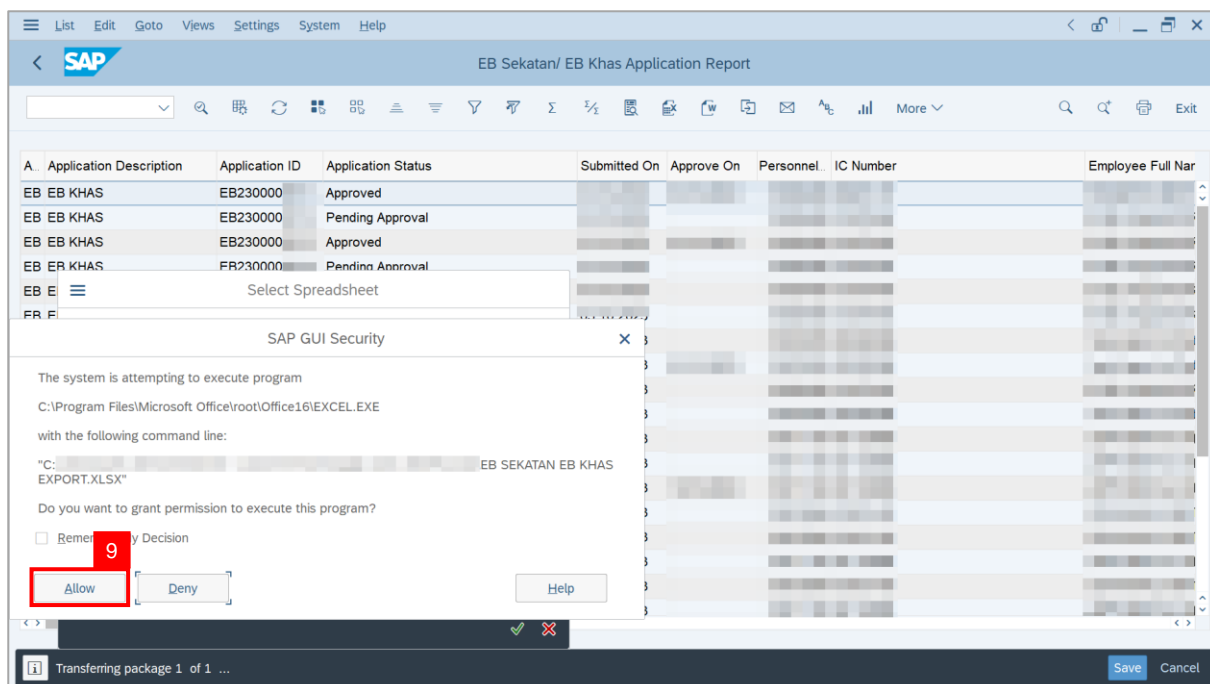 List Edit Goto Views Settings System Help
SAP EB Sekatan/ EB Khas Application Report
More Exit
A.. Application Description Application ID Application Status Submitted On Approve On Personnel.. IC Number Employee Full Nar
EB EB KHAS EB230000 Approved
EB EB KHAS EB230000 Pending Approval
EB EB KHAS EB230000 Approved
EB EB KHAS EB230000 Pending Approval
EB E
Select Spreadsheet
EB E
SAP GUI Security
The system is attempting to execute program
C:\Program Files\Microsoft Office\root\Office16\EXCEL.EXE
with the following command line:
"C: EB SEKATAN EB KHAS
EXPORT.XLSX"
Do you want to grant permission to execute this program?
Decision
9
Allow Deny Help
Transferring package 1 of 1 ...
Save Cancel